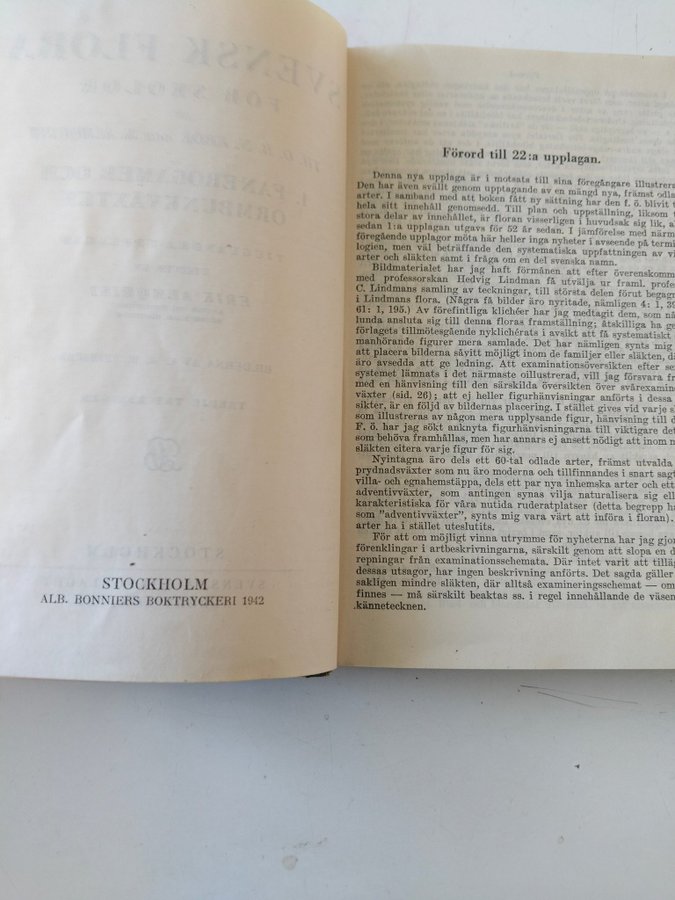 STOCKHOLM
ALB. BONNIERS BOKTRYCKERI 1942
Förord till 22:a upplagan.
Denna nya upplaga är i motsats till sina föregångare illustrera
Den har även svällt genom upptagande av en mängd nya, främst odla
arter. I samband med att boken fått ny sättning har den f. ö. blivit
hela sitt innehåll genomsedd. Till plan och uppställning, liksom
stora delar av innehållet, är floran visserligen i huvudsak sig lik,
sedan 1:a upplagan utgavs för 52 år sedan. I jämförelse med närm
föregående upplagor möta här heller inga nyheter i avseende på termi
logien, men väl beträffande den systematiska uppfattningen av vi
arter och släkten samt i fråga om en del svenska namn.
Bildmaterialet har jag haft förmånen att efter överenskomm
med professorskan Hedvig Lindman få utvälja ur framl. profe
C. Lindmans samling av teckningar, till största delen förut begagn
i Lindmans flora. (Några få bilder äro nyritade, nämligen 4: 1, 39
61: 1, 195.) Av förefintliga klichéer har jag medtagit dem, som nå
lunda ansluta sig till denna floras framställning; åtskilliga ha ge
förlagets tillmötesgående nyklichérats i avsikt att få systematiskt
manhörande figurer mera samlade. Det har nämligen synts mig
att placera bilderna såvitt möjligt inom de familjer eller släkten, dä
äro avsedda att ge ledning. Att examinationsöversikten efter se
systemet lämnats i det närmaste oillustrerad, vill jag försvara fr
med en hänvisning till den särskilda översikten över svårexamin
växter (sid. 26); att ej heller figurhänvisningar anförts i dessa
sikter, är en följd av bildernas placering. I stället gives vid varje s
som illustreras av någon mera upplysande figur, hänvisning till d
F. ö. har jag sökt anknyta figurhänvisningarna till viktigare det
som behöva framhållas, men har annars ej ansett nödigt att inom n
släkten citera varje figur för sig.
Nyintagna äro dels ett 60-tal odlade arter, främst utvalda
prydnadsväxter som nu äro moderna och tillfinnandes i snart sagt
villa- och egnahemstäppa, dels ett par nya inhemska arter och ett
adventivväxter, som antingen synas vilja naturalisera sig ell
karakteristiska för våra nutida ruderatplatser (detta begrepp ha
som "adventivväxter", synts mig vara värt att införa i floran).
arter ha i stället uteslutits.
För att om möjligt vinna utrymme för nyheterna har jag gjor
förenklingar i artbeskrivningarna, särskilt genom att slopa en d
repningar från examinationsschemata. Där intet varit att tilläg
dessas utsagor, har ingen beskrivning anförts. Det sagda gäller
sakligen mindre släkten, där alltså examineringsschemat — om
finnes — må särskilt beaktas ss. i regel innehållande de väsen
kännetecknen.